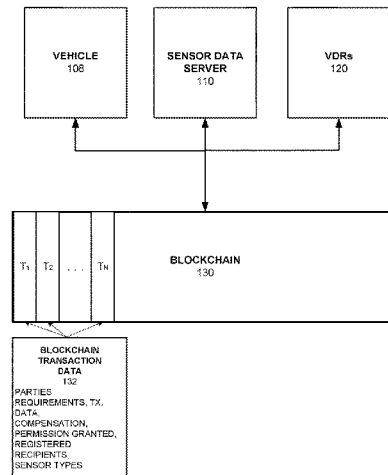 VEHICLE
108
SENSOR DATA
SERVER
110
VDRs
120
T1
T2
. . .
TN
BLOCKCHAIN
130
BLOCKCHAIN
TRANSACTION
DATA
132
PARTIES
REQUIREMENTS, TX.
DATA,
COMPENSATION,
PERMISSION GRANTED,
REGISTERED
RECIPIENTS,
SENSOR TYPES